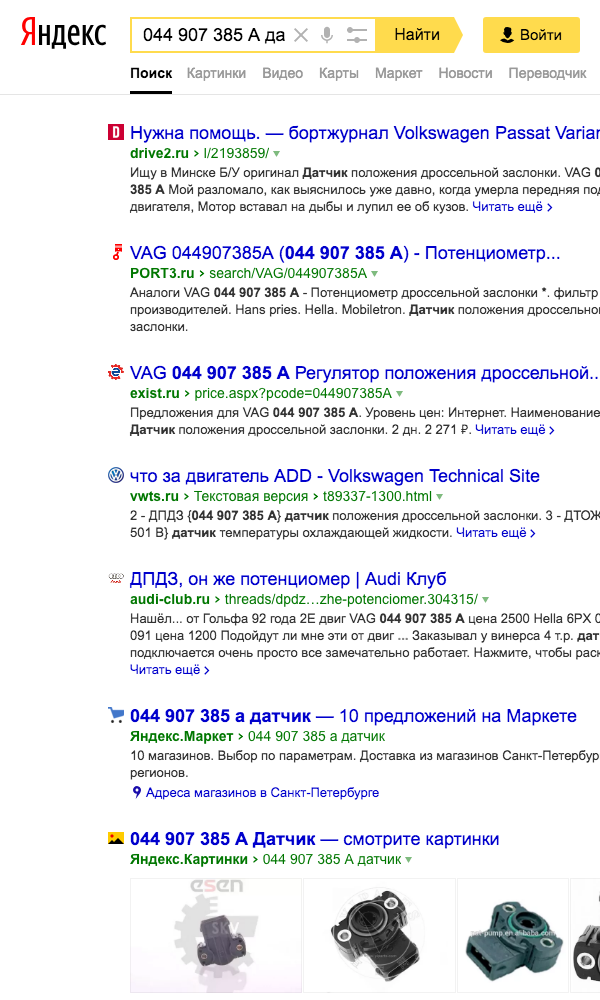 Яндекс
044 907 385 А да
Найти
Войти
Поиск Картинки Видео Карты Маркет Новости Переводчик
Нужна помощь. — бортжурнал Volkswagen Passat Varian
drive2.ru › l/2193859/
Ищу в Минске Б/У оригинал Датчик положения дроссельной заслонки. VAG 0
385 А Мой разломало, как выяснилось уже давно, когда умерла передняя под
двигателя, Мотор вставал на дыбы и лупил ее об кузов. Читать ещё ›
VAG 044907385A (044 907 385 А) - Потенциометр...
PORT3.ru › search/VAG/044907385A
Аналоги VAG 044 907 385 А - Потенциометр дроссельной заслонки *. фильтр
производителей. Hans pries. Hella. Mobiletron. Датчик положения дроссельно
заслонки.
VAG 044 907 385 А Регулятор положения дроссельной...
exist.ru › price.aspx?pcode=044907385A
Предложения для VAG 044 907 385 А. Уровень цен: Интернет. Наименование
Датчик положения дроссельной заслонки. 2 дн. 2 271 ₽. Читать ещё ›
что за двигатель ADD - Volkswagen Technical Site
vwts.ru › Текстовая версия › t89337-1300.html
2 - ДПДЗ {044 907 385 А} датчик положения дроссельной заслонки. 3 - ДТОЖ
501 B} датчик температуры охлаждающей жидкости. Читать ещё ›
ДПДЗ, он же потенциомер | Audi Клуб
audi-club.ru › threads/dpdz…zhe-potenciomer.304315/
Нашёл... от Гольфа 92 года 2Е двиг VAG 044 907 385 А цена 2500 Hella 6PX 0
091 цена 1200 Подойдут ли мне эти от двиг ... Заказывал у винерса 4 т.р. дат
подключается очень просто все замечательно работает. Нажмите, чтобы раск
Читать ещё ›
044 907 385 а датчик — 10 предложений на Маркете
Яндекс.Маркет › 044 907 385 а датчик
10 магазинов. Выбор по параметрам. Доставка из магазинов Санкт-Петербур
регионов.
Адреса магазинов в Санкт-Петербурге
044 907 385 А Датчик — смотрите картинки
Яндекс.Картинки › 044 907 385 А датчик
esen
SKV